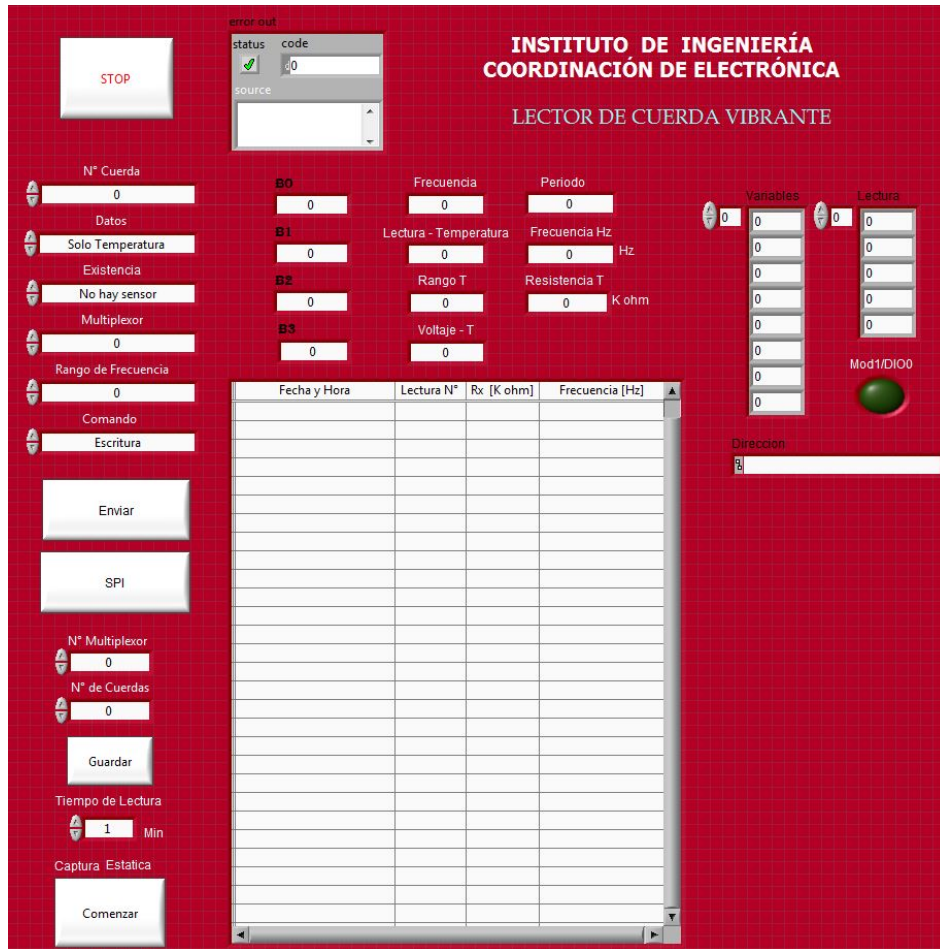 error out
status code
0
source
STOP
INSTITUTO DE INGENIERÍA
COORDINACIÓN DE ELECTRÓNICA
LECTOR DE CUERDA VIBRANTE
N° Cuerda
0
Datos
Solo Temperatura
Existencia
No hay sensor
Multiplexor
0
Rango de Frecuencia
0
Comando
Escritura
Enviar
SPI
N° Multiplexor
0
N° de Cuerdas
0
Guardar
Tiempo de Lectura
1 Min
Captura Estatica
Comenzar
B0
0
B1
0
B2
0
B3
0
Frecuencia
0
Lectura - Temperatura
0
Rango T
0
Voltaje - T
0
Periodo
0
Frecuencia Hz
0 Hz
Resistencia T
0 K ohm
Variables
0 0
0
0
0
0
0
0
0
Lectura
0 0
0
0
0
0
Mod1/DIO0
Direccion
Fecha y Hora Lectura N° Rx [K ohm] Frecuencia [Hz]